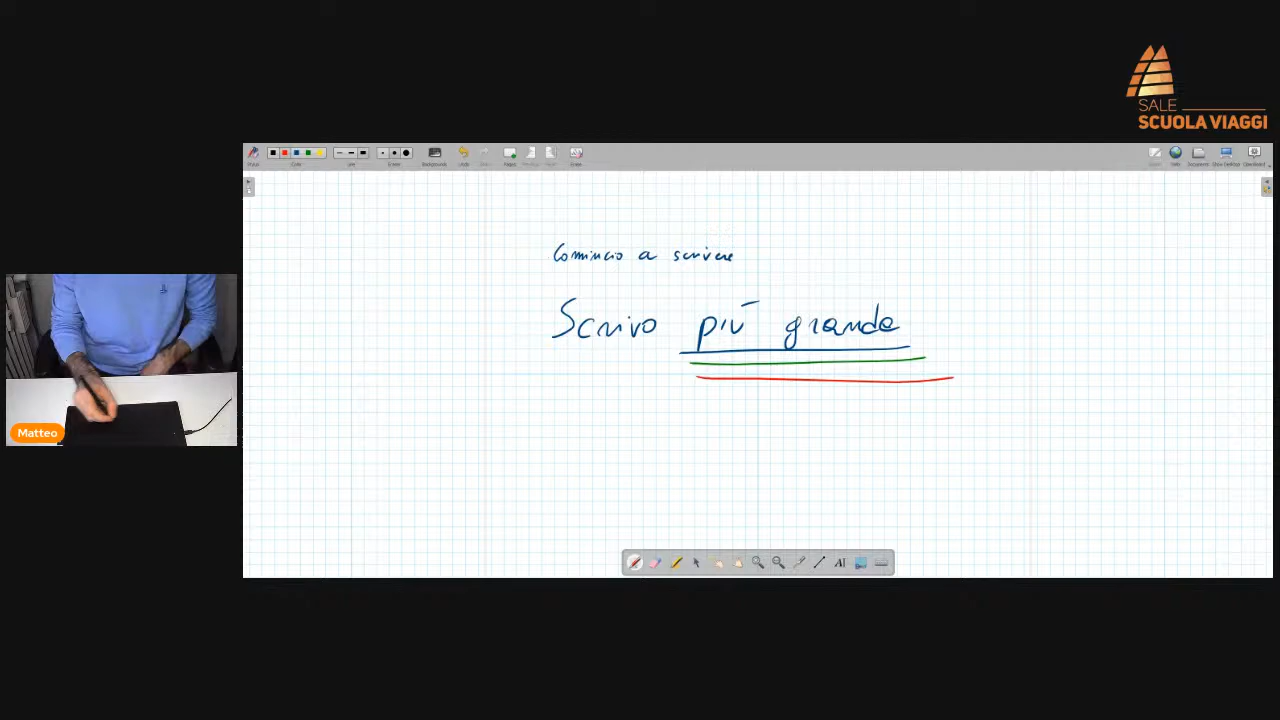 SALE
SCUOLA VIAGGI
Comincio a scrivere
Scrivo più grande
Matteo